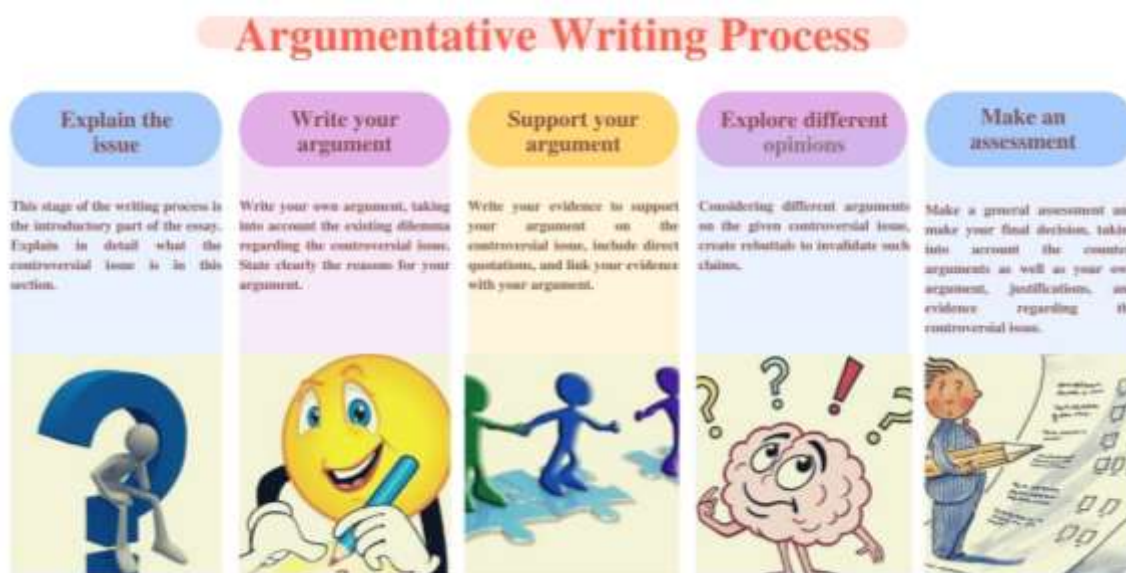 Argumentative Writing Process
Explain the
issue
This stage of the writing process is
the introductory part of the essay.
Explain in detail what the
controversial issue is in this
section.
Write your
argument
Write your own argument, taking
into account the existing dilemma
regarding the controversial issue.
State clearly the reasons for your
argument.
Support your
argument
Write your evidence to support
your argument on the
controversial issue, include direct
quotations, and link your evidence
with your argument.
Explore different
opinions
Considering different arguments
on the given controversial issue,
create rebuttals to invalidate such
claims.
Make an
assessment
Make a general assessment an
make your final decision, takin
into account the counte
arguments as well as your ow
argument, justifications, an
evidence regarding th
controversial issue.